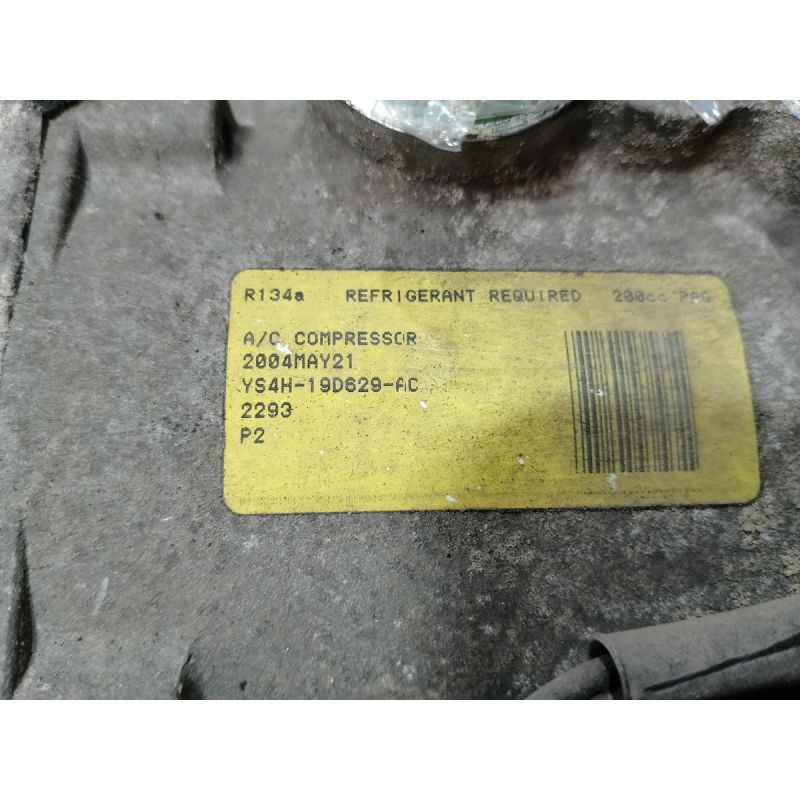 R134a REFRIGERANT REQUIRED 200cc PAG
A/C COMPRESSOR
2004MAY21
YS4H-19D629-AC
2293
P2